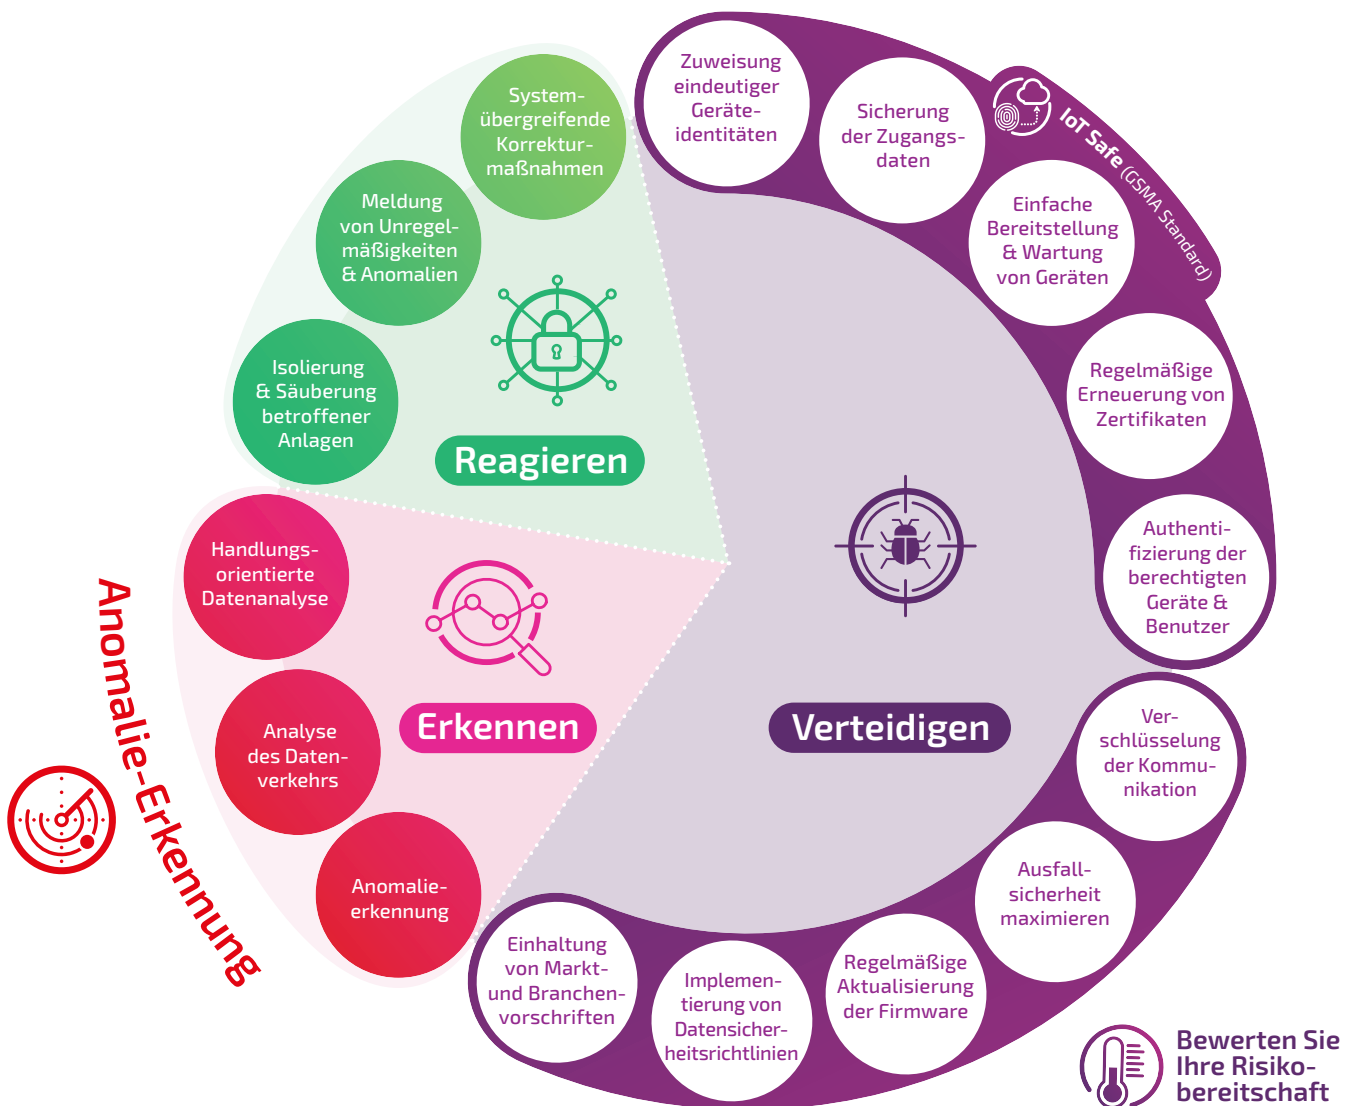 System-
übergreifende
Korrektur-
maßnahmen
Meldung
von Unregel-
mäßigkeiten
& Anomalien
Isolierung
& Säuberung
betroffener
Anlagen
Reagieren
Handlungs-
orientierte
Datenanalyse
Analyse
des Daten-
verkehrs
Anomalie-
erkennung
Erkennen
Anomalie-Erkennung
Zuweisung
eindeutiger
Geräte-
identitäten
Sicherung
der Zugangs-
daten
Einfache
Bereitstellung
& Wartung
von Geräten
IoT Safe (GSMA Standard)
Regelmäßige
Erneuerung von
Zertifikaten
Authenti-
fizierung der
berechtigten
Geräte &
Benutzer
Verteidigen
Ver-
schlüsselung
der Kommu-
nikation
Ausfall-
sicherheit
maximieren
Regelmäßige
Aktualisierung
der Firmware
Implemen-
tierung von
Datensicher-
heitsrichtlinien
Einhaltung
von Markt-
und Branchen-
vorschriften
Bewerten Sie
Ihre Risiko-
bereitschaft